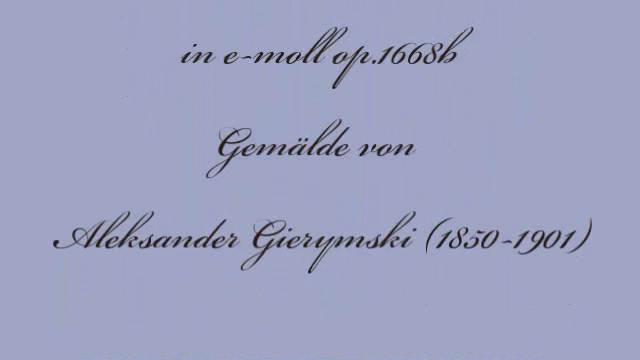 in e-moll op.1668b
Gemälde von
Aleksander Gierymski (1850-1901)